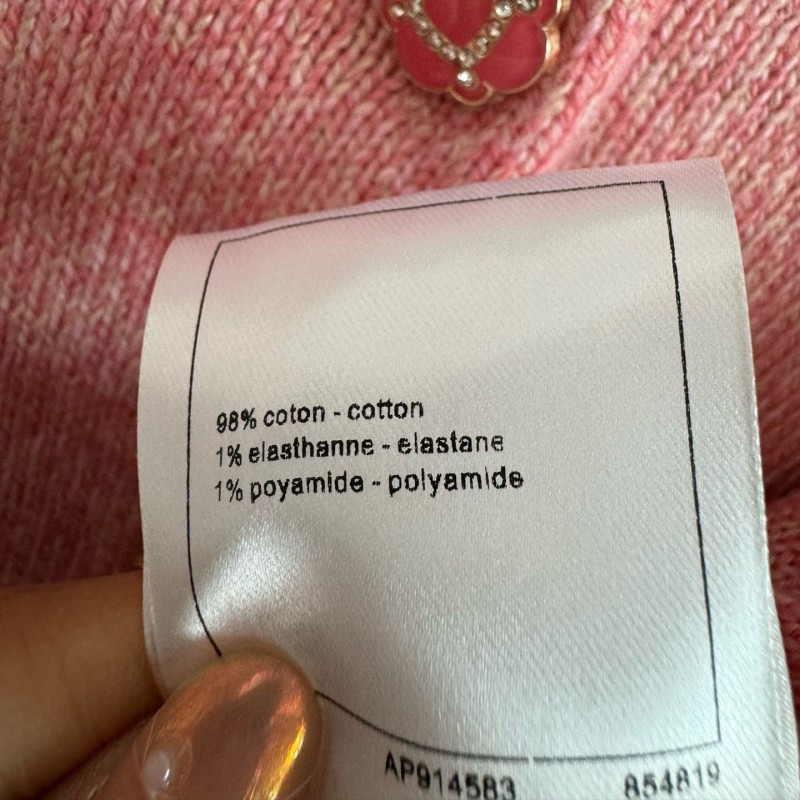 98% coton - cotton
1% elasthanne - elastane
1% poyamide - polyamide
AP914583 854819